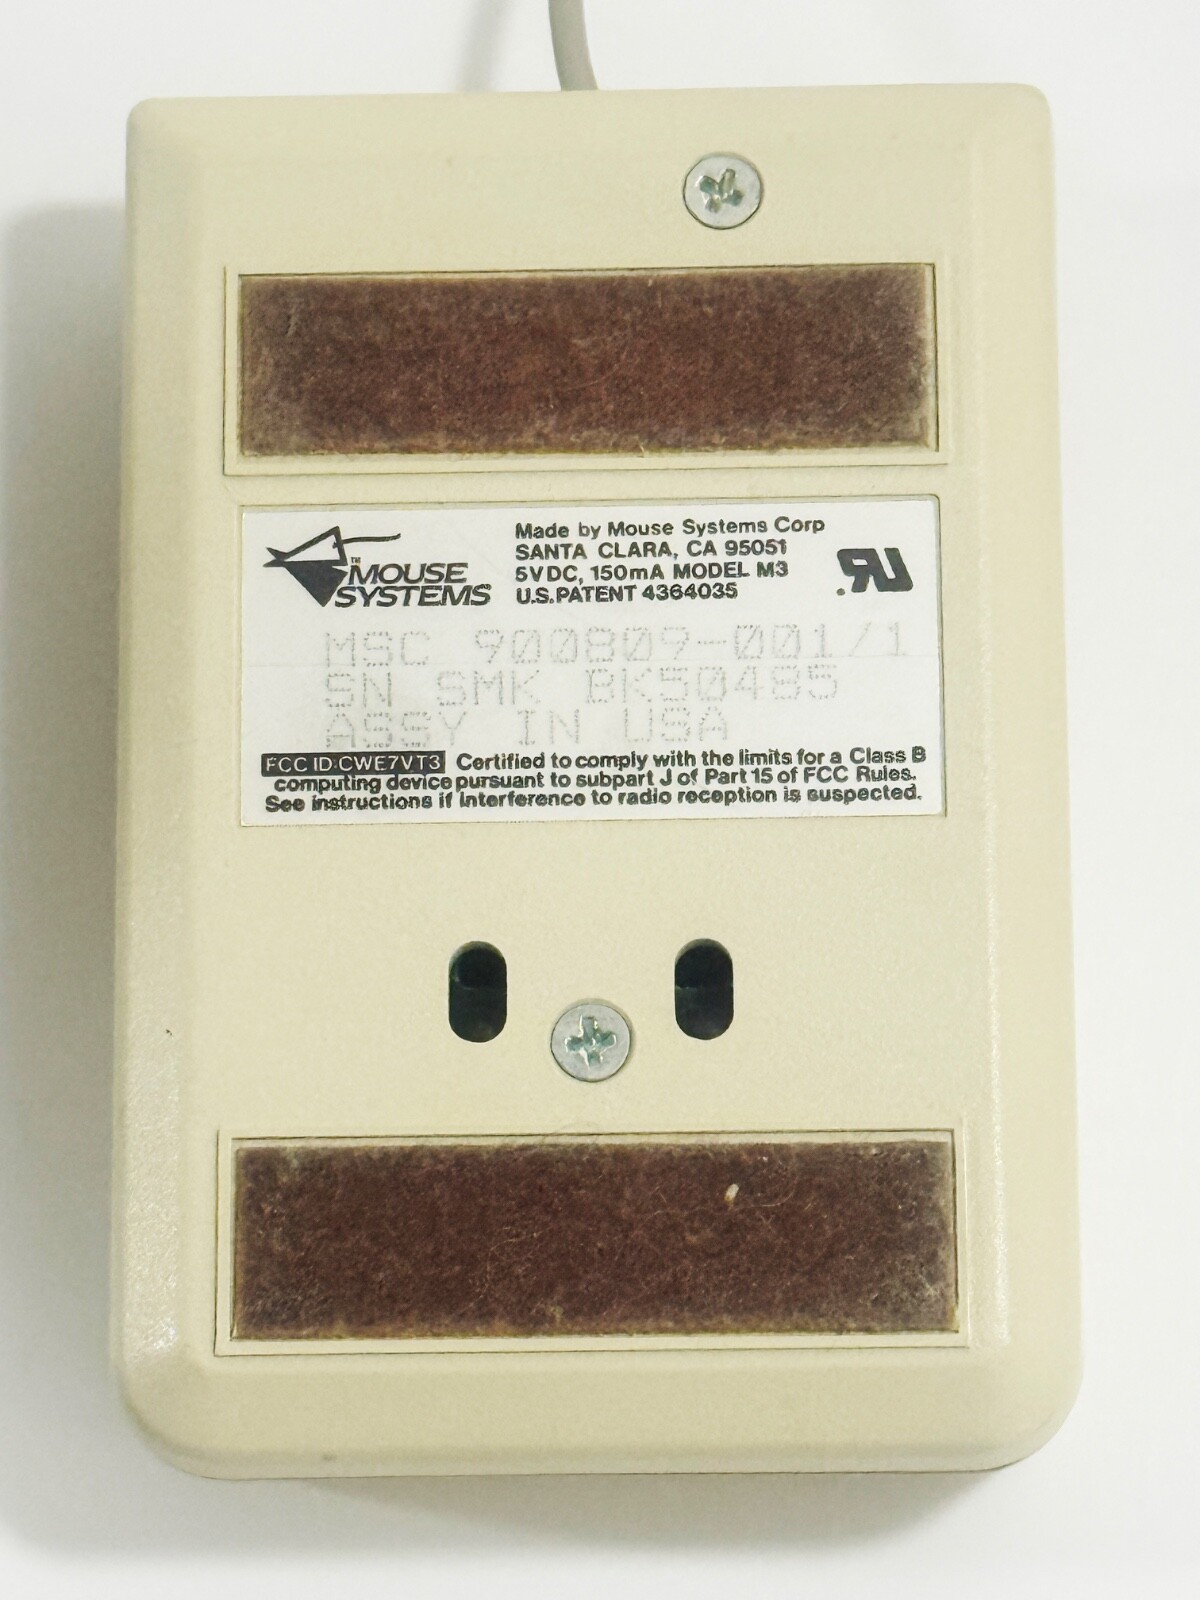 ™
MOUSE
SYSTEMS
Made by Mouse Systems Corp
SANTA CLARA, CA 95051
5VDC, 150mA MODEL M3
U.S.PATENT 4364035
MSC 900809-001/1
SN SMK BK50485
ASSY IN USA
FCC ID:CWE7VT3 Certified to comply with the limits for a Class B
computing device pursuant to subpart J of Part 15 of FCC Rules.
See instructions if interference to radio reception is suspected.